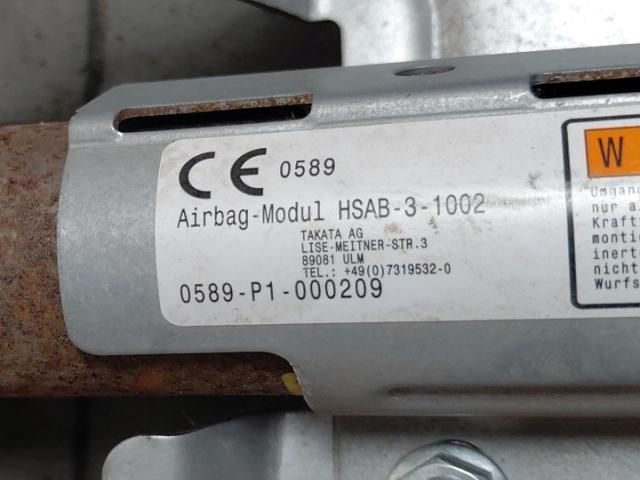 CE 0589
Airbag-Modul HSAB-3-1002
TAKATA AG
LISE-MEITNER-STR.3
89081 ULM
TEL.: +49(0)7319532-0
0589-P1-000209
W
Umgang
nur a
Kraft
montie
inert
nicht
Wurfs